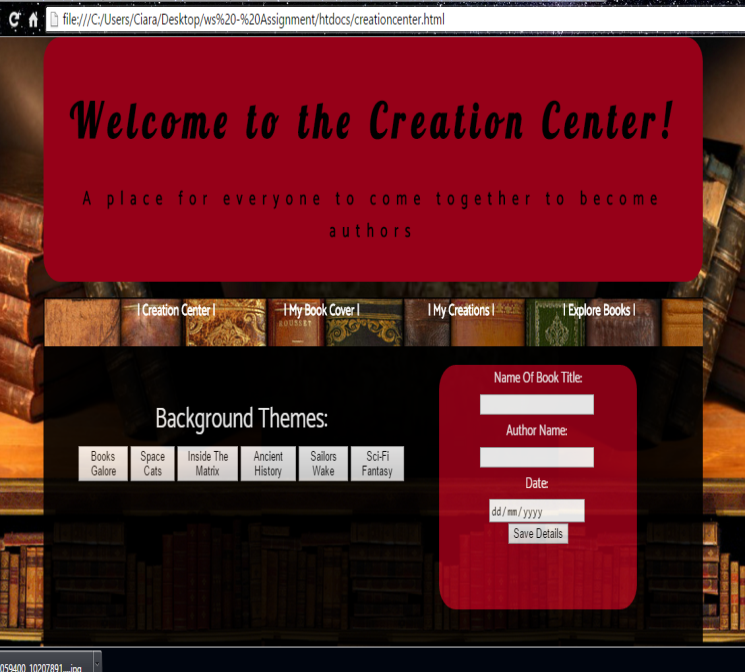 file:///C:/Users/Ciara/Desktop/ws%20-%20Assignment/htdocs/creationcenter.html
Welcome to the Creation Center!
A place for everyone to come together to become
authors
| Creation Center | | My Book Cover | | My Creations | | Explore Books |
Background Themes:
Books Galore
Space Cats
Inside The Matrix
Ancient History
Sailors Wake
Sci-Fi Fantasy
Name Of Book Title:
Author Name:
Date:
dd/mm/yyyy
Save Details
059400_10207891....jpg